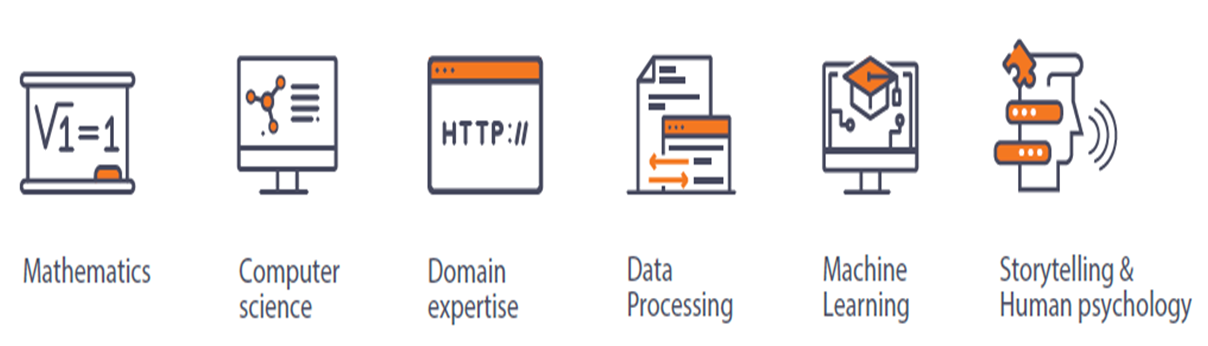 √1=1
HTTP://
Mathematics
Computer
science
Domain
expertise
Data
Processing
Machine
Learning
Storytelling &
Human psychology